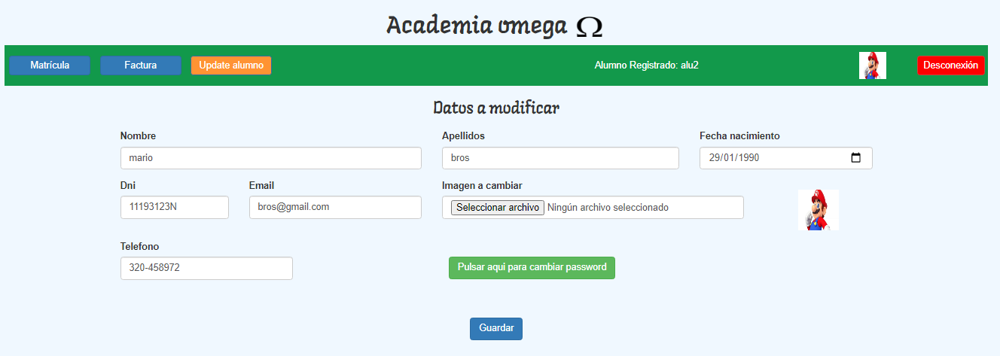 Academia omega Ω
Matrícula Factura Update alumno Alumno Registrado: alu2 Desconexión
Datos a modificar
Nombre Apellidos Fecha nacimiento
mario bros 29/01/1990
Dni Email Imagen a cambiar
11193123N bros@gmail.com Seleccionar archivo Ningún archivo seleccionado
Telefono
320-458972 Pulsar aqui para cambiar password
Guardar